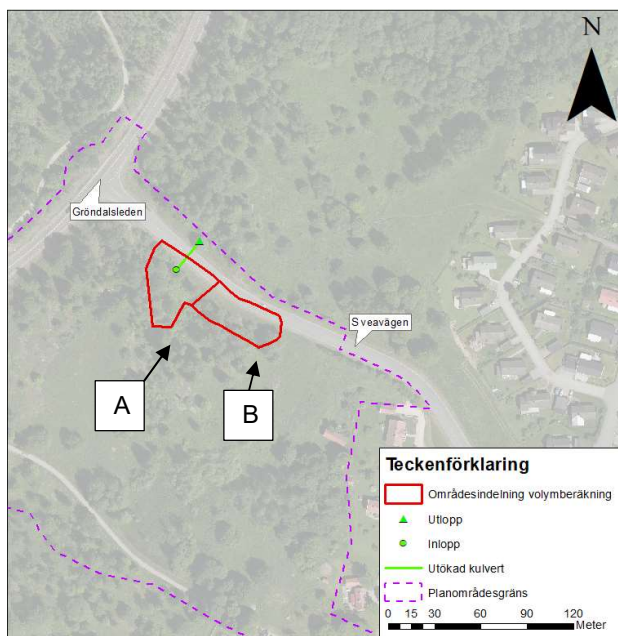 N
Gröndalsleden
Sveavägen
A
B
Teckenförklaring
Områdesindelning volymberäkning
Utlopp
Inlopp
Utökad kulvert
Planområdesgräns
0 15 30 60 90 120
Meter